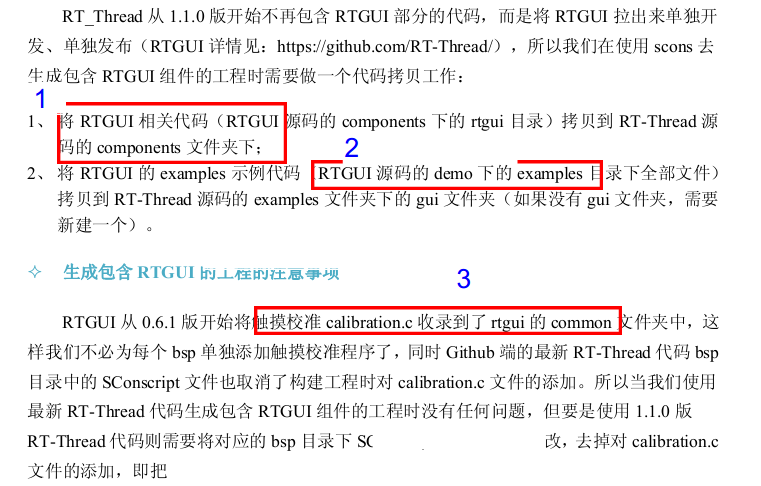 RT_Thread 从 1.1.0 版开始不再包含 RTGUI 部分的代码，而是将 RTGUI 拉出来单独开
发、单独发布（RTGUI 详情见：https://github.com/RT-Thread/），所以我们在使用 scons 去
生成包含 RTGUI 组件的工程时需要做一个代码拷贝工作：
1
1、 将 RTGUI 相关代码（RTGUI 源码的 components 下的 rtgui 目录）拷贝到 RT-Thread 源
码的 components 文件夹下；
2
2、 将 RTGUI 的 examples 示例代码（RTGUI 源码的 demo 下的 examples 目录下全部文件）
拷贝到 RT-Thread 源码的 examples 文件夹下的 gui 文件夹（如果没有 gui 文件夹，需要
新建一个）。
✧ 生成包含 RTGUI 的工程的注意事项
3
RTGUI 从 0.6.1 版开始将触摸校准 calibration.c 收录到了 rtgui 的 common 文件夹中，这
样我们不必为每个 bsp 单独添加触摸校准程序了，同时 Github 端的最新 RT-Thread 代码 bsp
目录中的 SConscript 文件也取消了构建工程时对 calibration.c 文件的添加。所以当我们使用
最新 RT-Thread 代码生成包含 RTGUI 组件的工程时没有任何问题，但要是使用 1.1.0 版
RT-Thread 代码则需要将对应的 bsp 目录下 SC 改，去掉对 calibration.c
文件的添加，即把